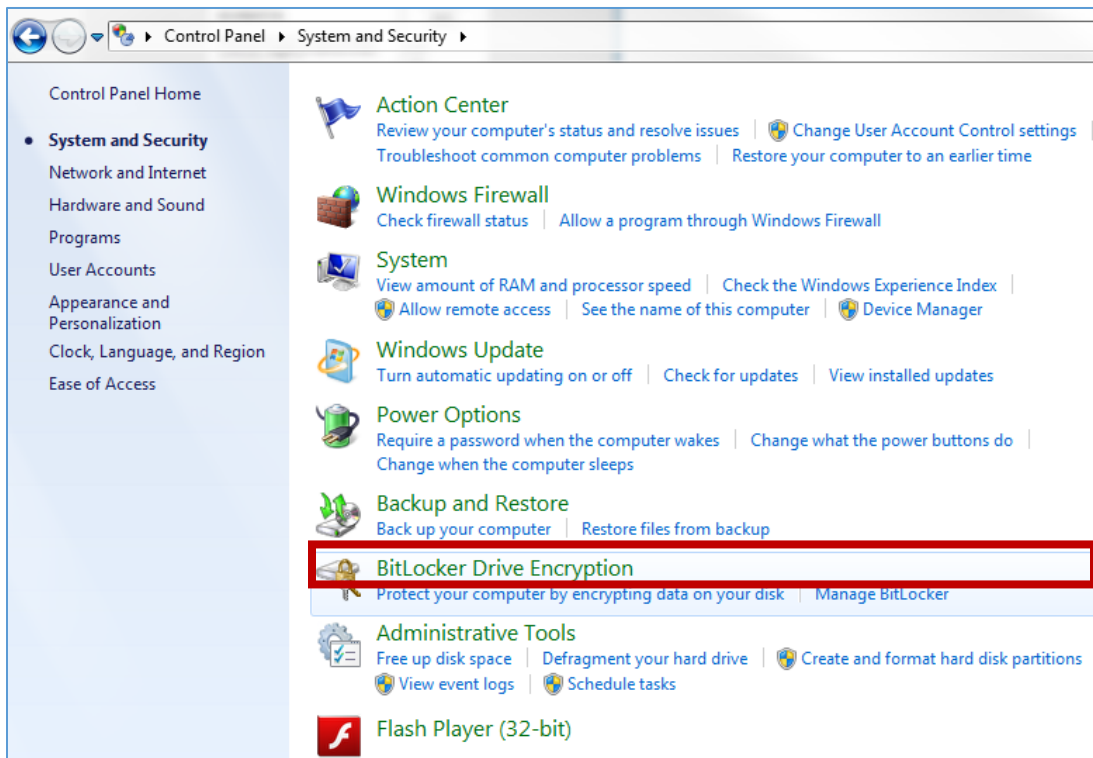 Control Panel System and Security
Control Panel Home
System and Security
Network and Internet
Hardware and Sound
Programs
User Accounts
Appearance and
Personalization
Clock, Language, and Region
Ease of Access
Action Center
Review your computer's status and resolve issues Change User Account Control settings
Troubleshoot common computer problems Restore your computer to an earlier time
Windows Firewall
Check firewall status Allow a program through Windows Firewall
System
View amount of RAM and processor speed Check the Windows Experience Index
Allow remote access See the name of this computer Device Manager
Windows Update
Turn automatic updating on or off Check for updates View installed updates
Power Options
Require a password when the computer wakes Change what the power buttons do
Change when the computer sleeps
Backup and Restore
Back up your computer Restore files from backup
BitLocker Drive Encryption
Protect your computer by encrypting data on your disk Manage BitLocker
Administrative Tools
Free up disk space Defragment your hard drive Create and format hard disk partitions
View event logs Schedule tasks
Flash Player (32-bit)